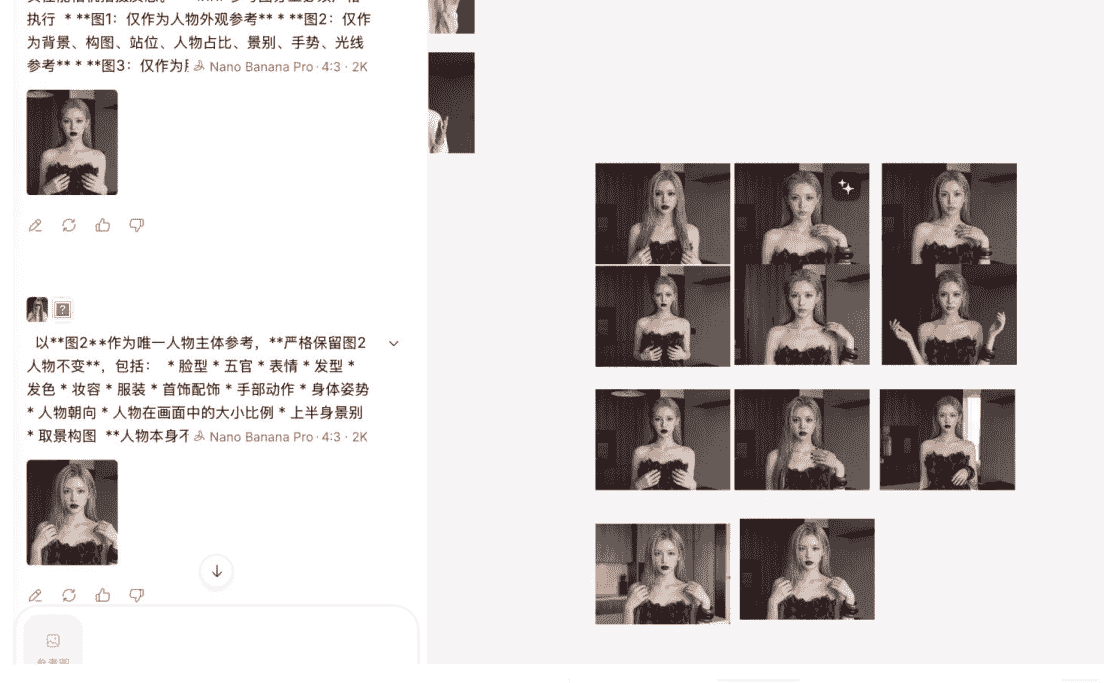 执行 * **图1：仅作为人物外观参考** * **图2：仅作
为背景、构图、站位、人物占比、景别、手势、光线
参考** * **图3：仅作为 Nano Banana Pro · 4:3 · 2K
?
以**图2**作为唯一人物主体参考，**严格保留图2
人物不变**，包括： * 脸型 * 五官 * 表情 * 发型 *
发色 * 妆容 * 服装 * 首饰配饰 * 手部动作 * 身体姿势
* 人物朝向 * 人物在画面中的大小比例 * 上半身景别
* 取景构图 **人物本身不 Nano Banana Pro · 4:3 · 2K